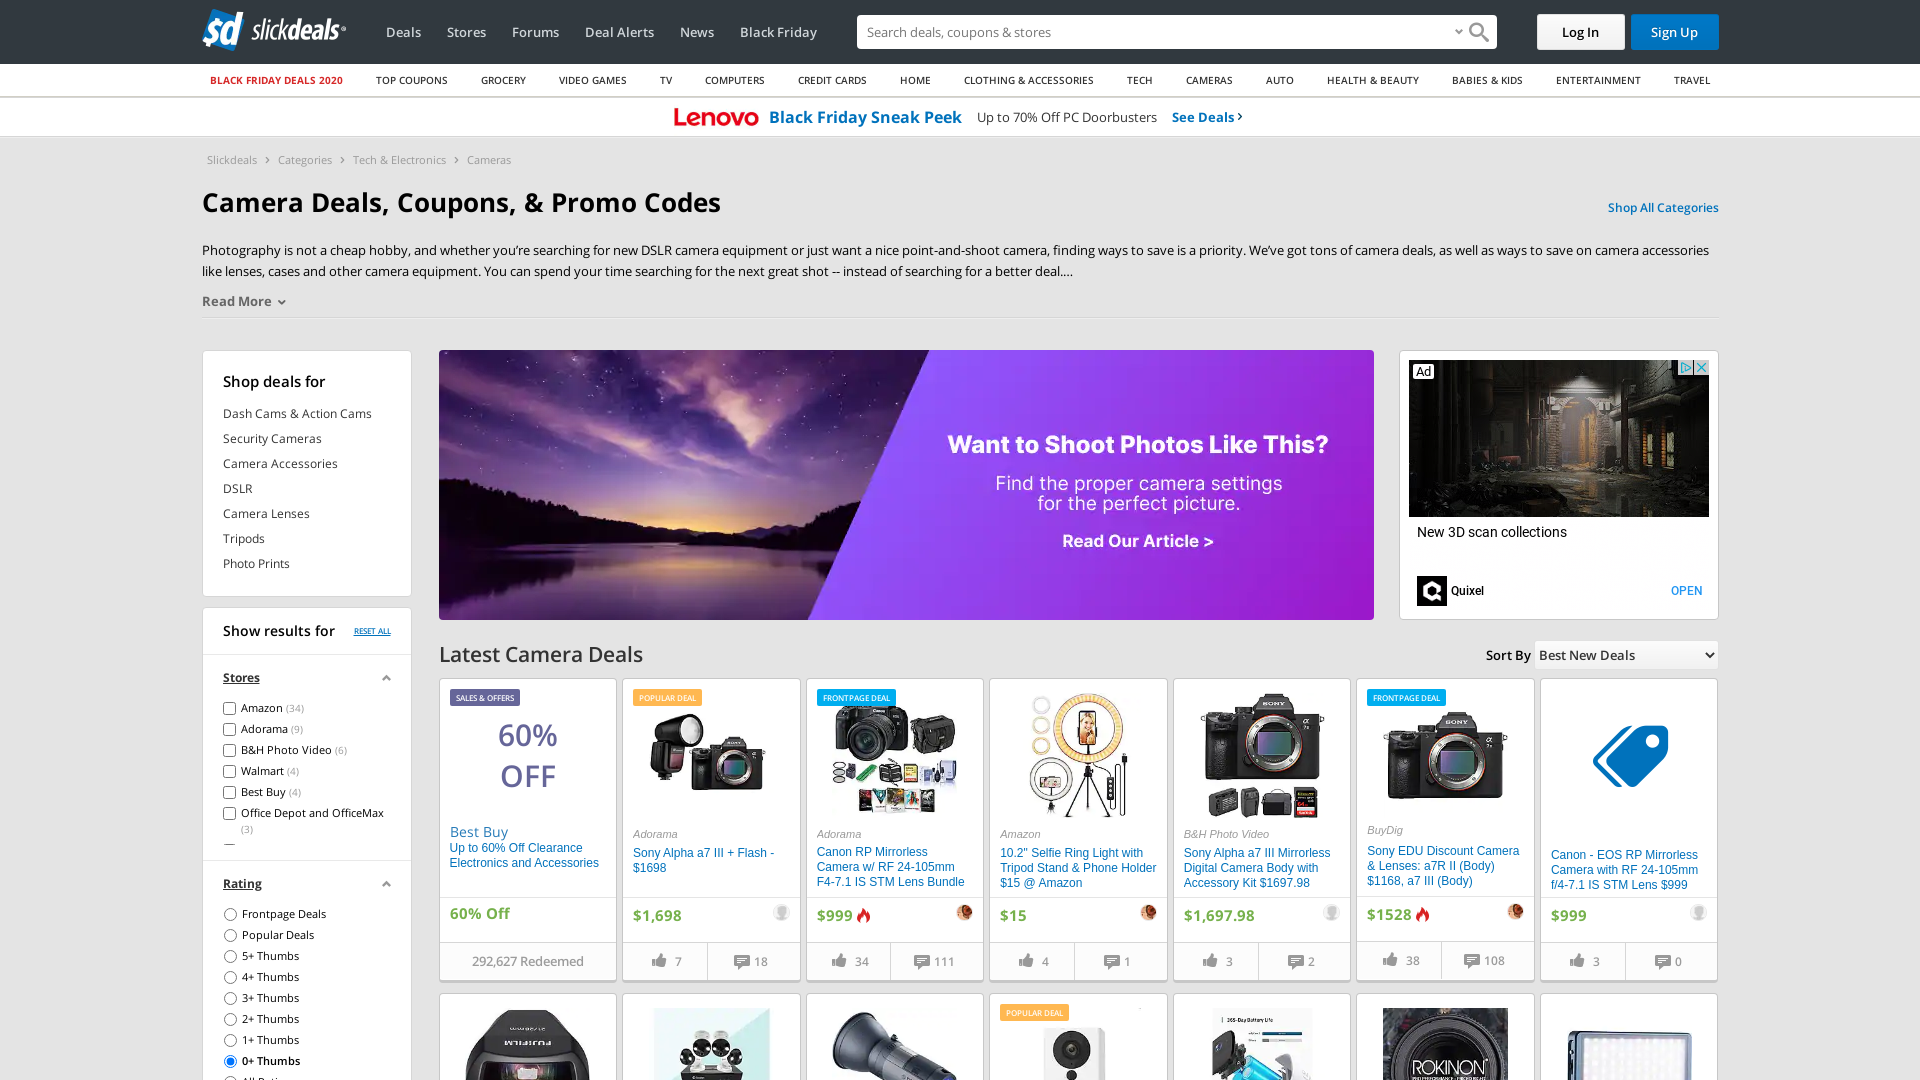 sd slickdeals
Deals
Stores
Forums
Deal Alerts
News
Black Friday
Search deals, coupons & stores
Log In
Sign Up
BLACK FRIDAY DEALS 2020
TOP COUPONS
GROCERY
VIDEO GAMES
TV
COMPUTERS
CREDIT CARDS
HOME
CLOTHING & ACCESSORIES
TECH
CAMERAS
AUTO
HEALTH & BEAUTY
BABIES & KIDS
ENTERTAINMENT
TRAVEL
Lenovo Black Friday Sneak Peek Up to 70% Off PC Doorbusters See Deals
Slickdeals > Categories > Tech & Electronics > Cameras
Camera Deals, Coupons, & Promo Codes
Shop All Categories
Photography is not a cheap hobby, and whether you’re searching for new DSLR camera equipment or just want a nice point-and-shoot camera, finding ways to save is a priority. We’ve got tons of camera deals, as well as ways to save on camera accessories
like lenses, cases and other camera equipment. You can spend your time searching for the next great shot -- instead of searching for a better deal.…
Read More
Shop deals for
Dash Cams & Action Cams
Security Cameras
Camera Accessories
DSLR
Camera Lenses
Tripods
Photo Prints
Show results for
RESET ALL
Stores
Amazon (34)
Adorama (9)
B&H Photo Video (6)
Walmart (4)
Best Buy (4)
Office Depot and OfficeMax
(3)
Rating
Frontpage Deals
Popular Deals
5+ Thumbs
4+ Thumbs
3+ Thumbs
2+ Thumbs
1+ Thumbs
0+ Thumbs
Want to Shoot Photos Like This?
Find the proper camera settings
for the perfect picture.
Read Our Article >
Ad
New 3D scan collections
Quixel
OPEN
Latest Camera Deals
Sort By Best New Deals
SALES & OFFERS
60%
OFF
Best Buy
Up to 60% Off Clearance
Electronics and Accessories
60% Off
292,627 Redeemed
POPULAR DEAL
Adorama
Sony Alpha a7 III + Flash -
$1698
$1,698
7
18
FRONTPAGE DEAL
Canon
Adorama
Canon RP Mirrorless
Camera w/ RF 24-105mm
F4-7.1 IS STM Lens Bundle
$999
34
111
Amazon
10.2" Selfie Ring Light with
Tripod Stand & Phone Holder
$15 @ Amazon
$15
4
1
SONY
B&H Photo Video
Sony Alpha a7 III Mirrorless
Digital Camera Body with
Accessory Kit $1697.98
$1,697.98
3
2
FRONTPAGE DEAL
SONY
BuyDig
Sony EDU Discount Camera
& Lenses: a7R II (Body)
$1168, a7 III (Body)
$1528
38
108
Canon - EOS RP Mirrorless
Camera with RF 24-105mm
f/4-7.1 IS STM Lens $999
$999
3
0
FUJIFILM
POPULAR DEAL
365-Day Battery Life
ROKINON